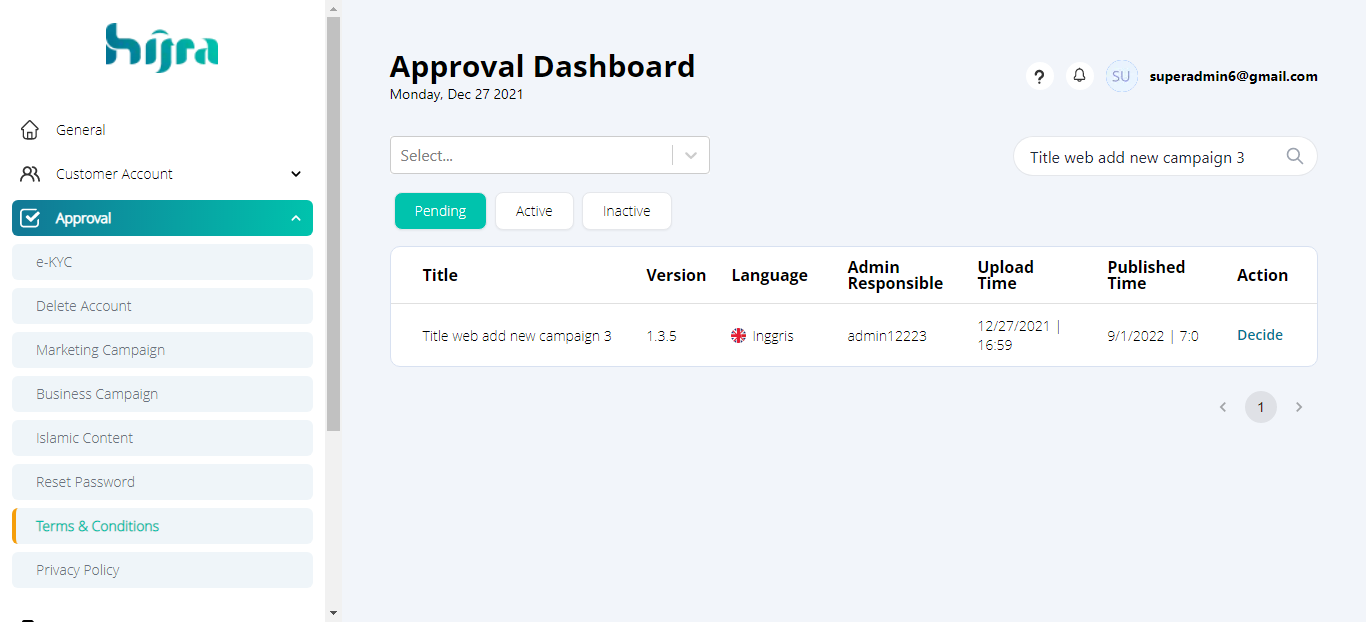 hijra
General
Customer Account
Approval
e-KYC
Delete Account
Marketing Campaign
Business Campaign
Islamic Content
Reset Password
Terms & Conditions
Privacy Policy
Approval Dashboard
Monday, Dec 27 2021
?
SU
superadmin6@gmail.com
Select...
Title web add new campaign 3
Pending
Active
Inactive
Title
Version
Language
Admin
Responsible
Upload
Time
Published
Time
Action
Title web add new campaign 3
1.3.5
Inggris
admin12223
12/27/2021 |
16:59
9/1/2022 | 7:0
Decide
< 1 >